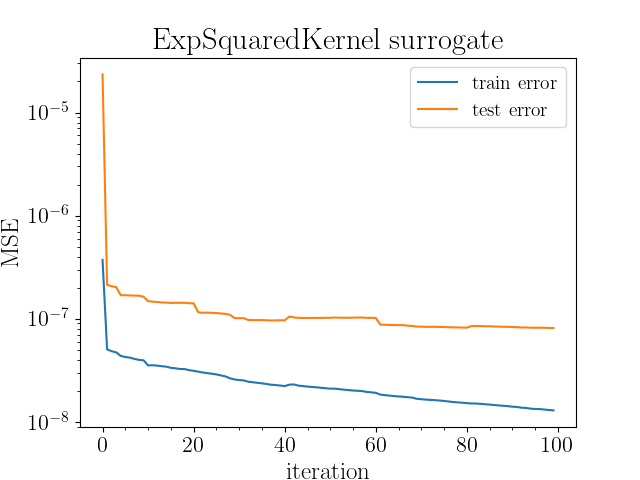 ExpSquaredKernel surrogate
train error
test error
MSE
10⁻⁵
10⁻⁶
10⁻⁷
10⁻⁸
0 20 40 60 80 100
iteration